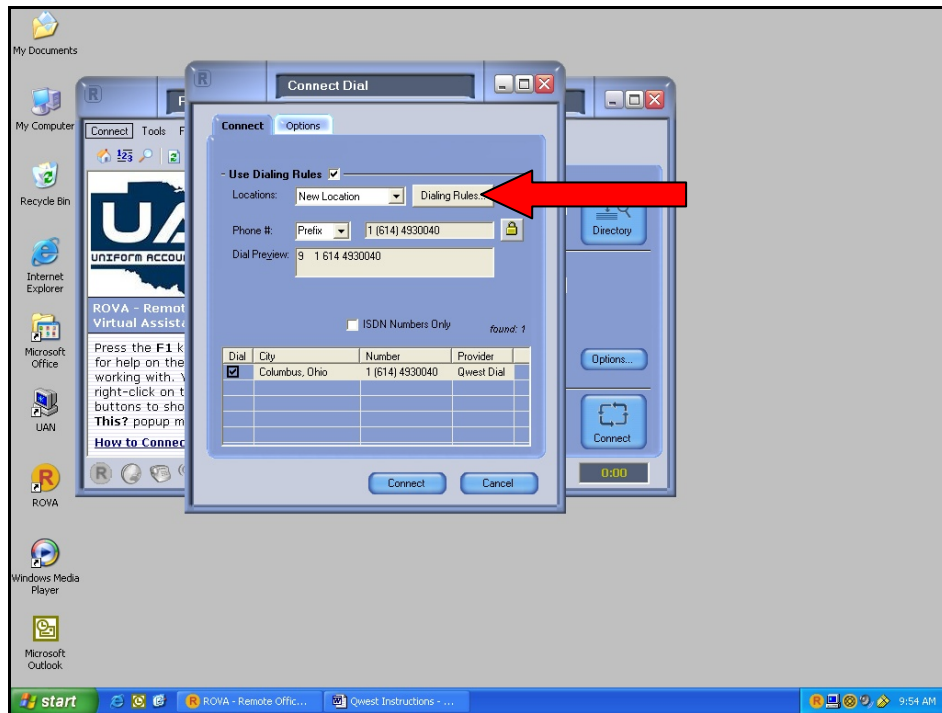 My Documents
My Computer
Recycle Bin
Internet
Explorer
Microsoft
Office
UAN
ROVA
Windows Media
Player
Microsoft
Outlook
R
Connect Tools F
123
UNIFORM ACCOU
ROVA - Remot
Virtual Assista
Press the F1 k
for help on the
working with. Y
right-click on t
buttons to sho
This? popup m
How to Connec
R
Connect Dial
Connect Options
Use Dialing Rules
Locations: New Location Dialing Rules...
Phone #: Prefix 1 (614) 4930040
Dial Preview: 9 1 614 4930040
ISDN Numbers Only found: 1
Dial City Number Provider
Columbus, Ohio 1 (614) 4930040 Qwest Dial
Connect Cancel
Directory
Options...
Connect
0:00
start ROVA - Remote Offic... Qwest Instructions - ... 9:54 AM